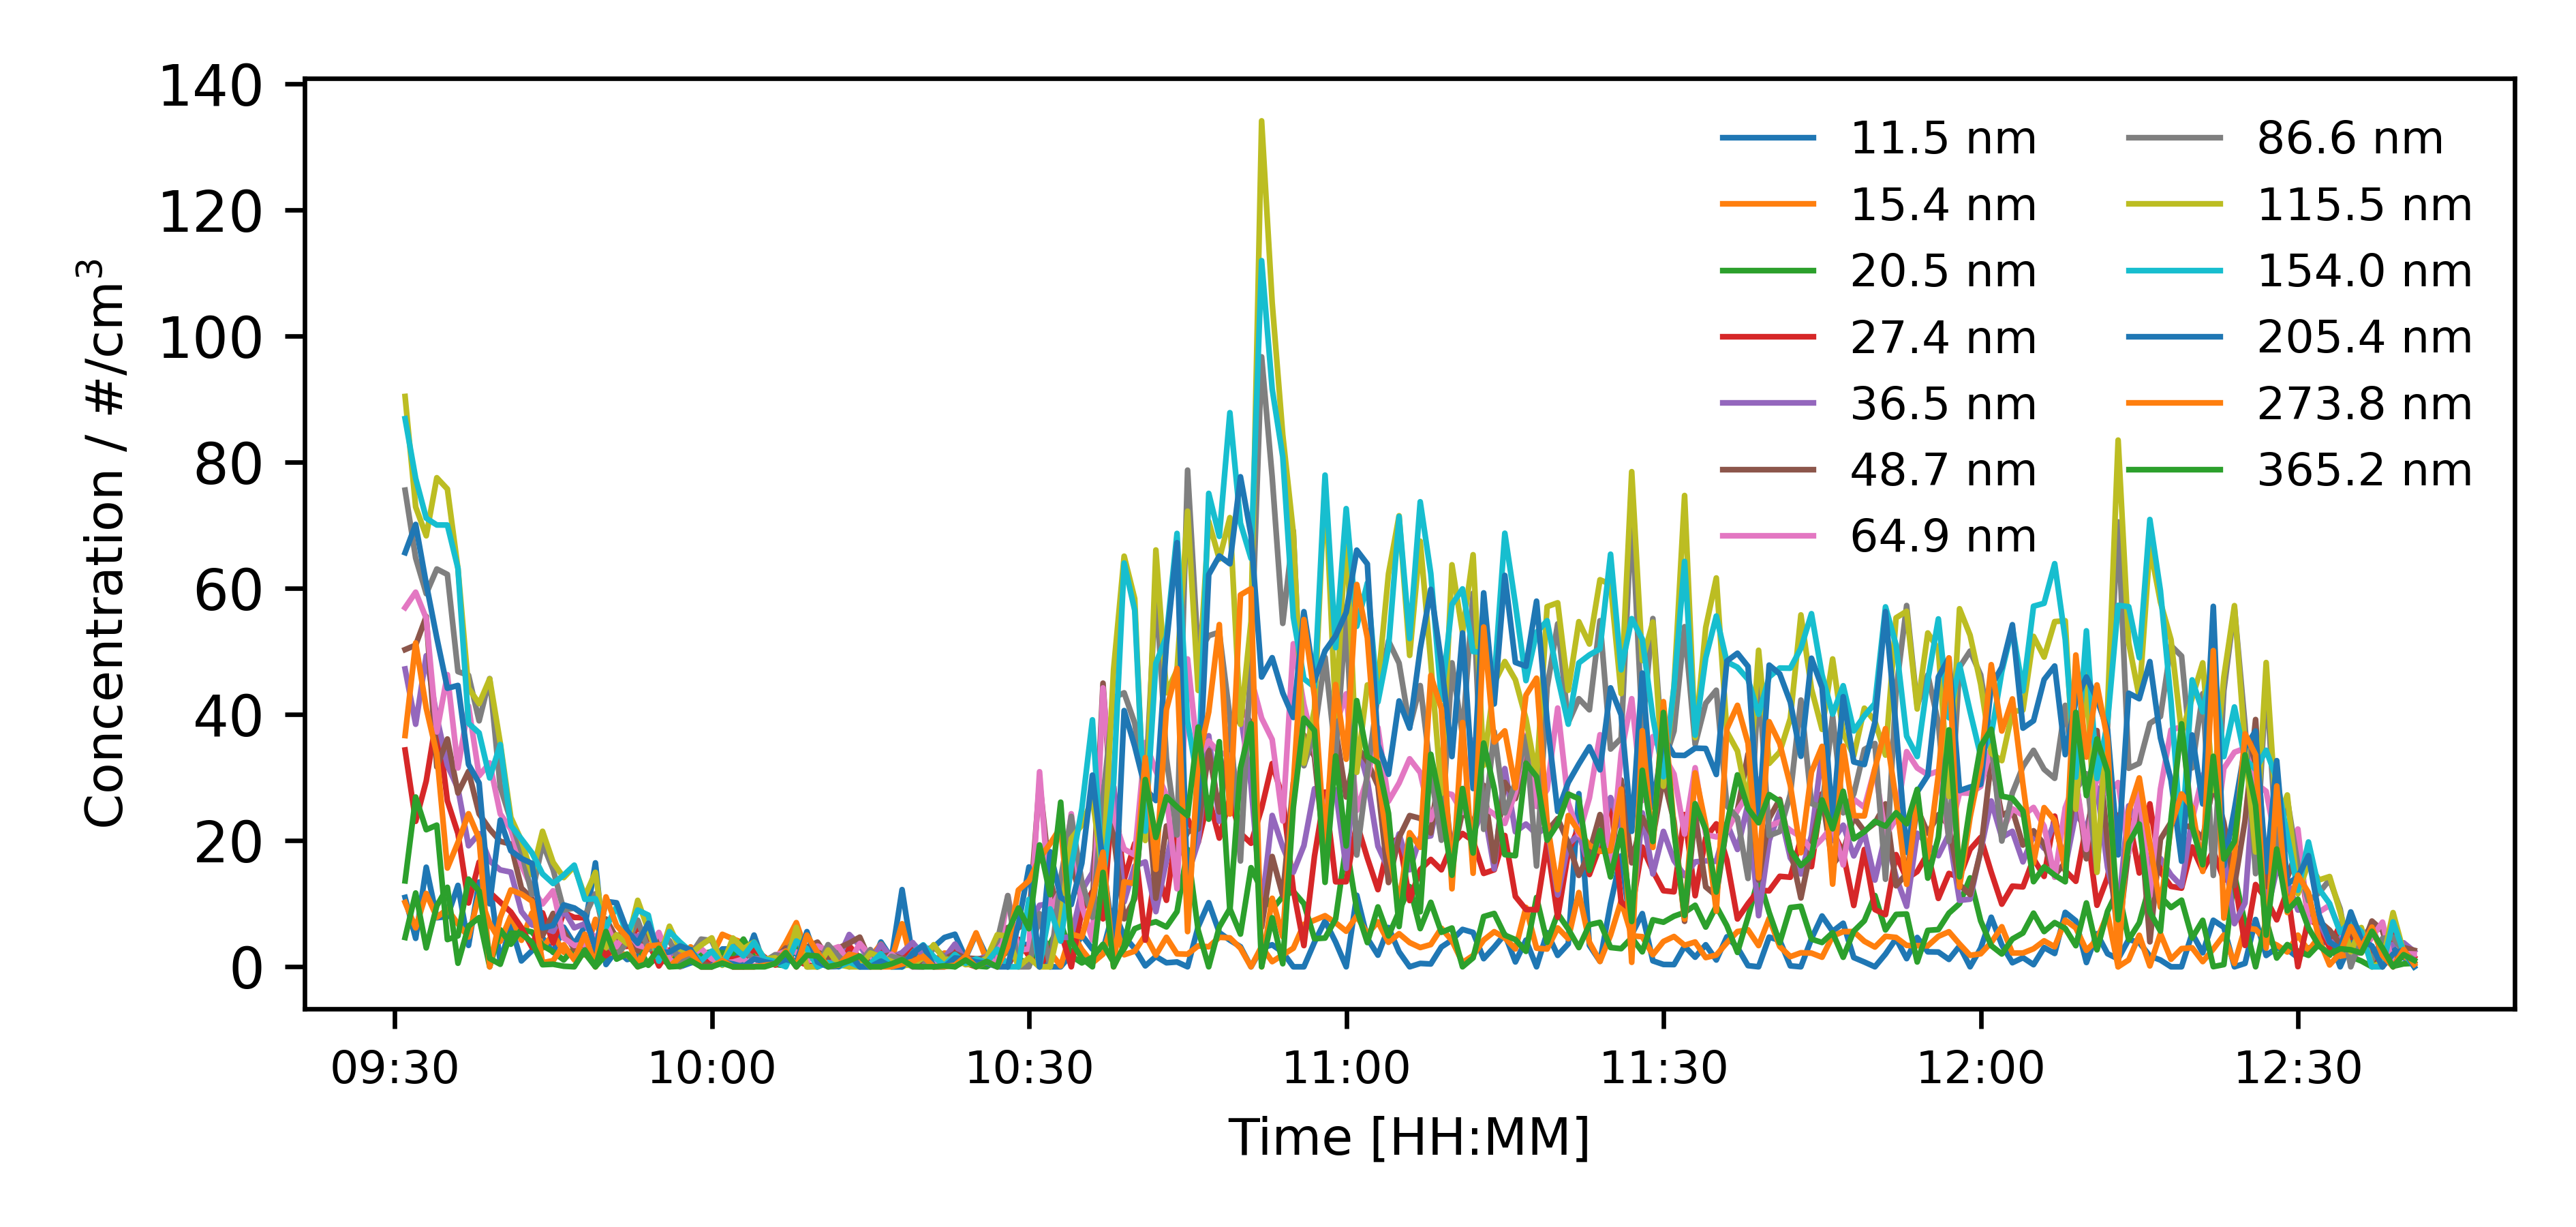 140
120
100
80
60
40
20
0
Concentration / #/cm³
11.5 nm
15.4 nm
20.5 nm
27.4 nm
36.5 nm
48.7 nm
64.9 nm
86.6 nm
115.5 nm
154.0 nm
205.4 nm
273.8 nm
365.2 nm
09:30 10:00 10:30 11:00 11:30 12:00 12:30
Time [HH:MM]